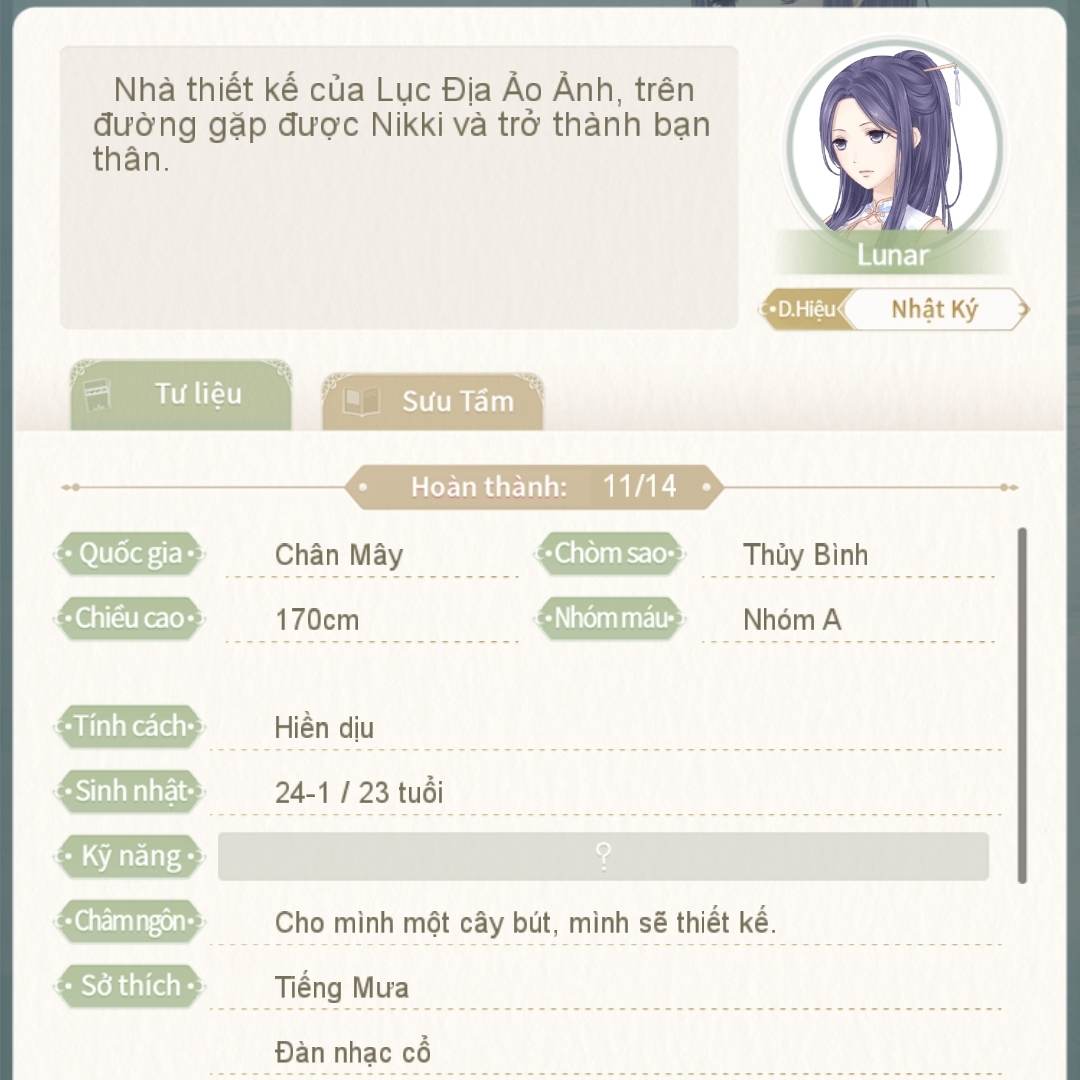 Nhà thiết kế của Lục Địa Ảo Ảnh, trên
đường gặp được Nikki và trở thành bạn
thân.
Lunar
D.Hiệu Nhật Ký
Tư liệu
Sưu Tầm
Hoàn thành: 11/14
Quốc gia Chân Mây
Chòm sao Thủy Bình
Chiều cao 170cm
Nhóm máu Nhóm A
Tính cách Hiền dịu
Sinh nhật 24-1 / 23 tuổi
Kỹ năng ?
Châm ngôn Cho mình một cây bút, mình sẽ thiết kế.
Sở thích Tiếng Mưa
Đàn nhạc cổ